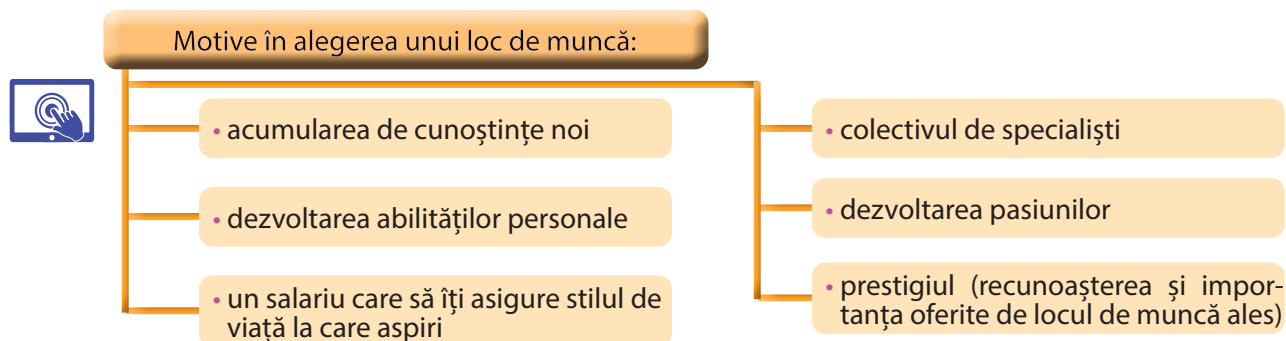 Motive în alegerea unui loc de muncă:
• acumularea de cunoștințe noi
• dezvoltarea abilităților personale
• un salariu care să îți asigure stilul de
viață la care aspiri
• colectivul de specialiști
• dezvoltarea pasiunilor
• prestigiul (recunoașterea și impor-
tanța oferite de locul de muncă ales)